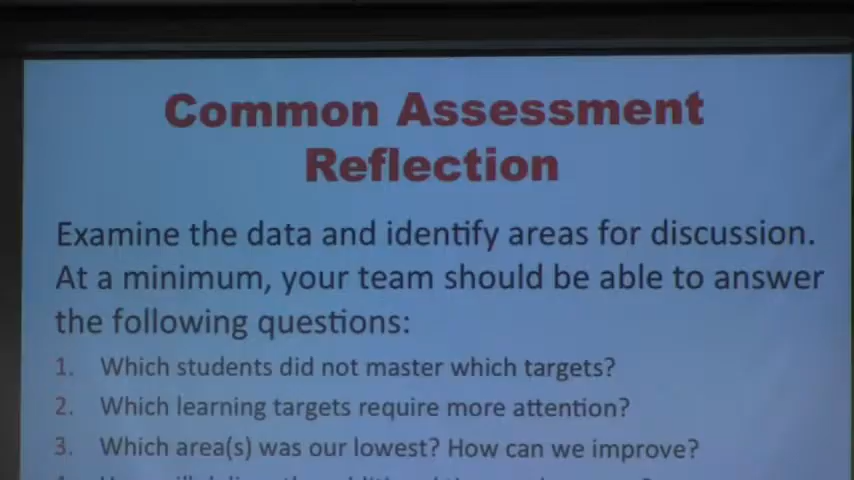 Common Assessment
Reflection
Examine the data and identify areas for discussion.
At a minimum, your team should be able to answer
the following questions:
1. Which students did not master which targets?
2. Which learning targets require more attention?
3. Which area(s) was our lowest? How can we improve?